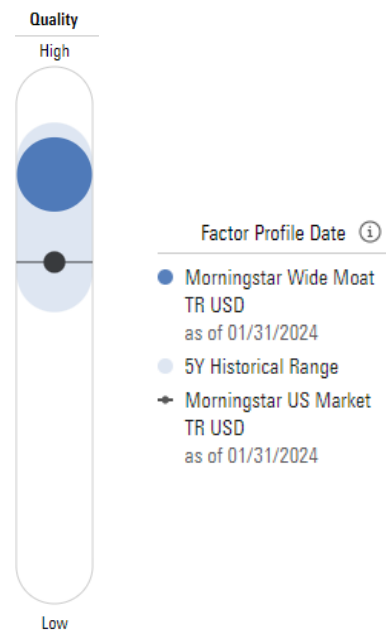 Quality
High
Factor Profile Date
Morningstar Wide Moat
TR USD
as of 01/31/2024
5Y Historical Range
Morningstar US Market
TR USD
as of 01/31/2024
Low